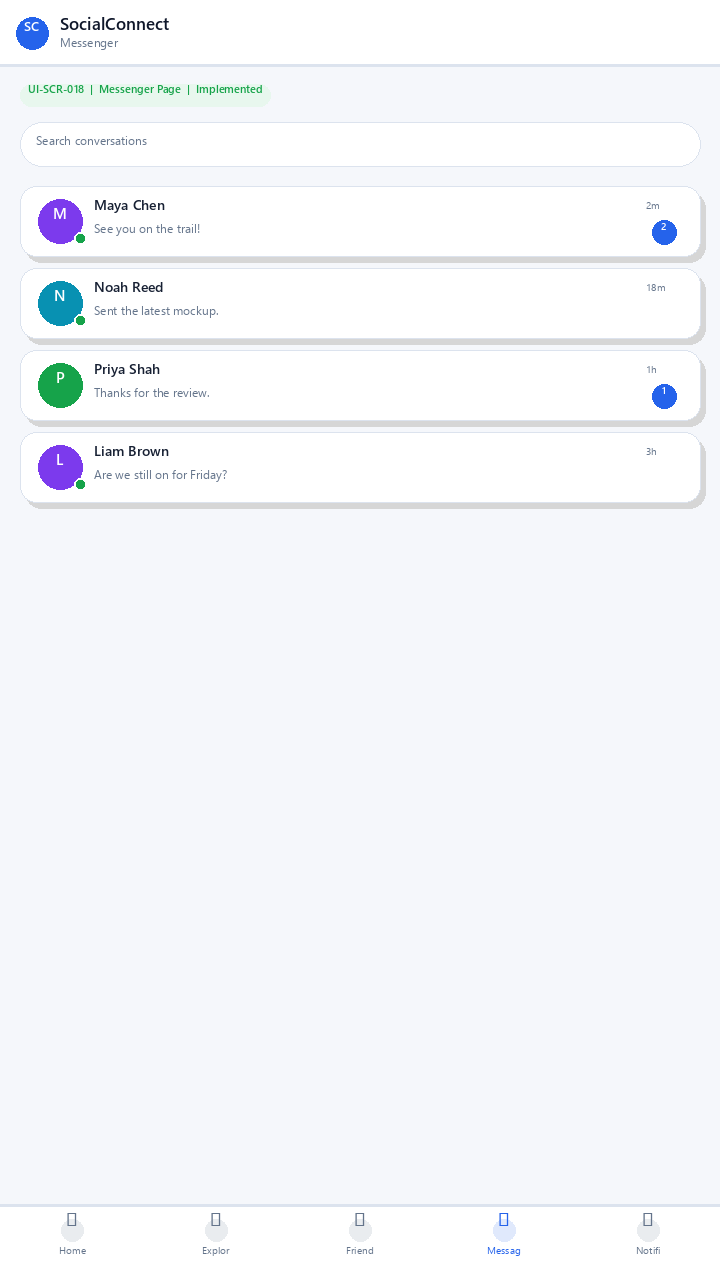 SC
SocialConnect
Messenger
UI-SCR-018 | Messenger Page | Implemented
Search conversations
M
Maya Chen
2m
See you on the trail!
2
N
Noah Reed
18m
Sent the latest mockup.
P
Priya Shah
1h
Thanks for the review.
1
L
Liam Brown
3h
Are we still on for Friday?
Home
Explor
Friend
Messag
Notifi